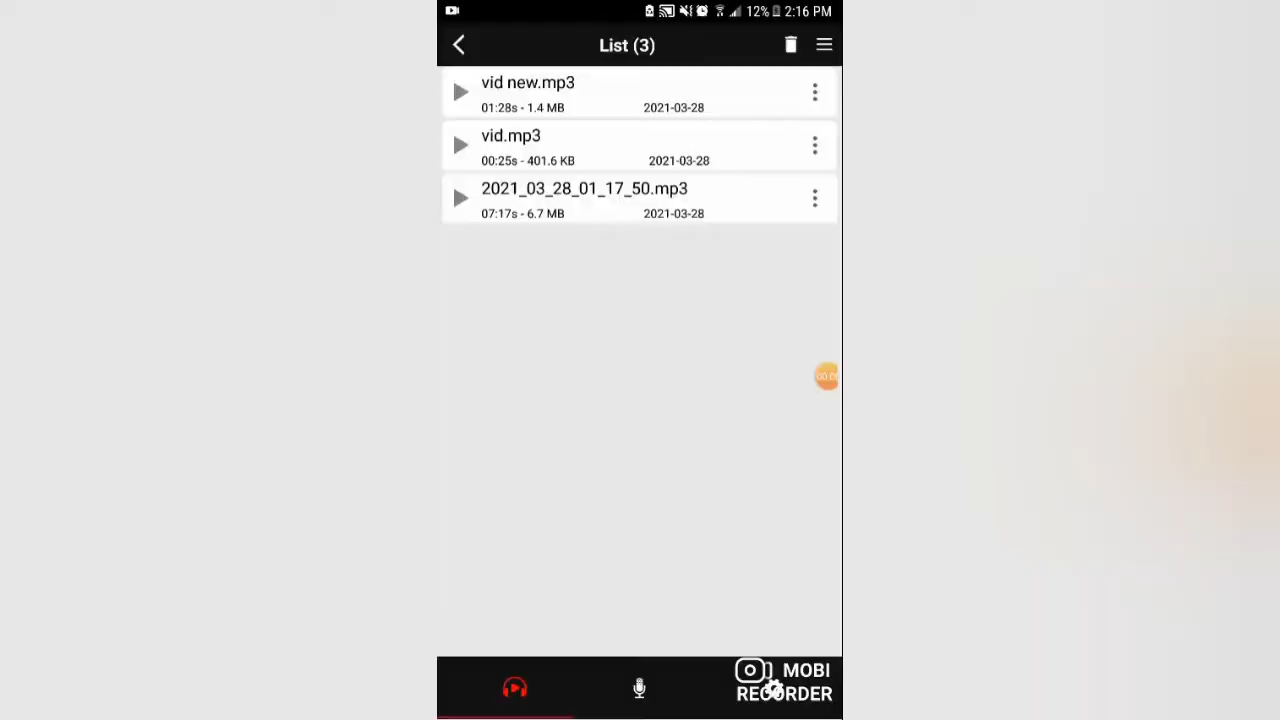 12% 2:16 PM
List (3)
vid new.mp3
01:28s - 1.4 MB 2021-03-28
vid.mp3
00:25s - 401.6 KB 2021-03-28
2021_03_28_01_17_50.mp3
07:17s - 6.7 MB 2021-03-28
MOBI
RECORDER